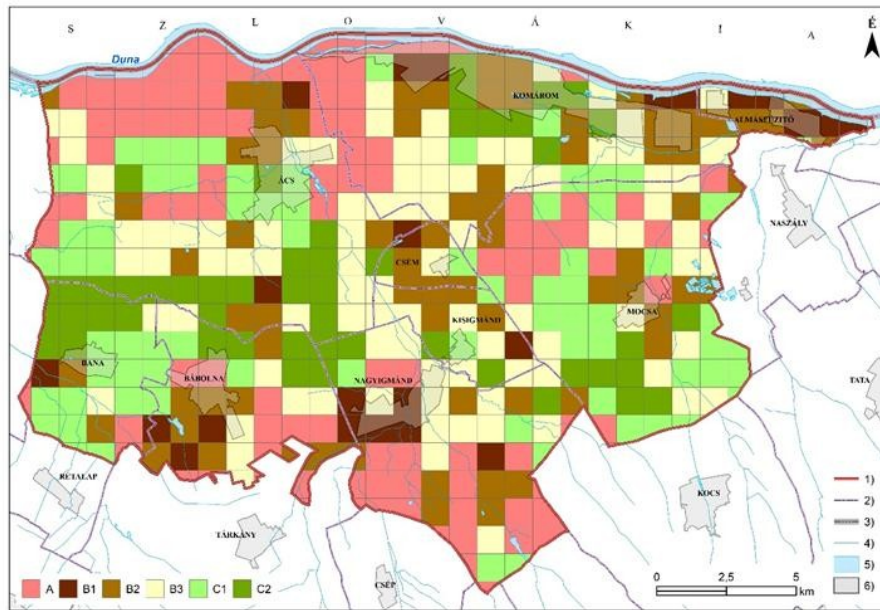 S Z L O V Á K I A
É
Duna
KOMÁROM
ALMÁSFÜZITŐ
ÁCS
NASZÁLY
CSÉM
MOCSA
KISIGMÁND
BANA
BÁBOLNA
NAGYIGMÁND
TATA
RÉTALAP
KOCS
TÁRKÁNY
CSÉP
1)
2)
3)
4)
5)
6)
A B1 B2 B3 C1 C2
0 2.5 5
km